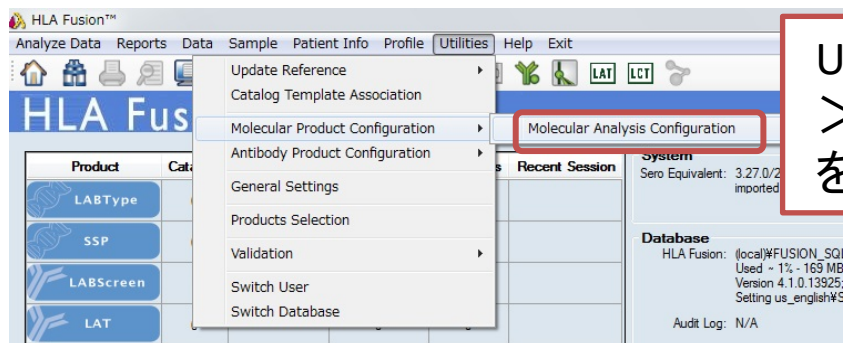 HLA Fusion™
Analyze Data Reports Data Sample Patient Info Profile Utilities Help Exit
LAT LCT
HLA Fus
Update Reference
Catalog Template Association
Molecular Product Configuration
Antibody Product Configuration
General Settings
Products Selection
Validation
Switch User
Switch Database
Molecular Analysis Configuration
U
＞
を
Product Cat
s Recent Session
LABType
SSP
LABScreen
LAT
System
Sero Equivalent: 3.27.0/2
imported
Database
HLA Fusion: (local)¥FUSION_SQL
Used ~ 1% - 169 MB
Version 4.1.0.13925;
Setting us_english¥S
Audit Log: N/A